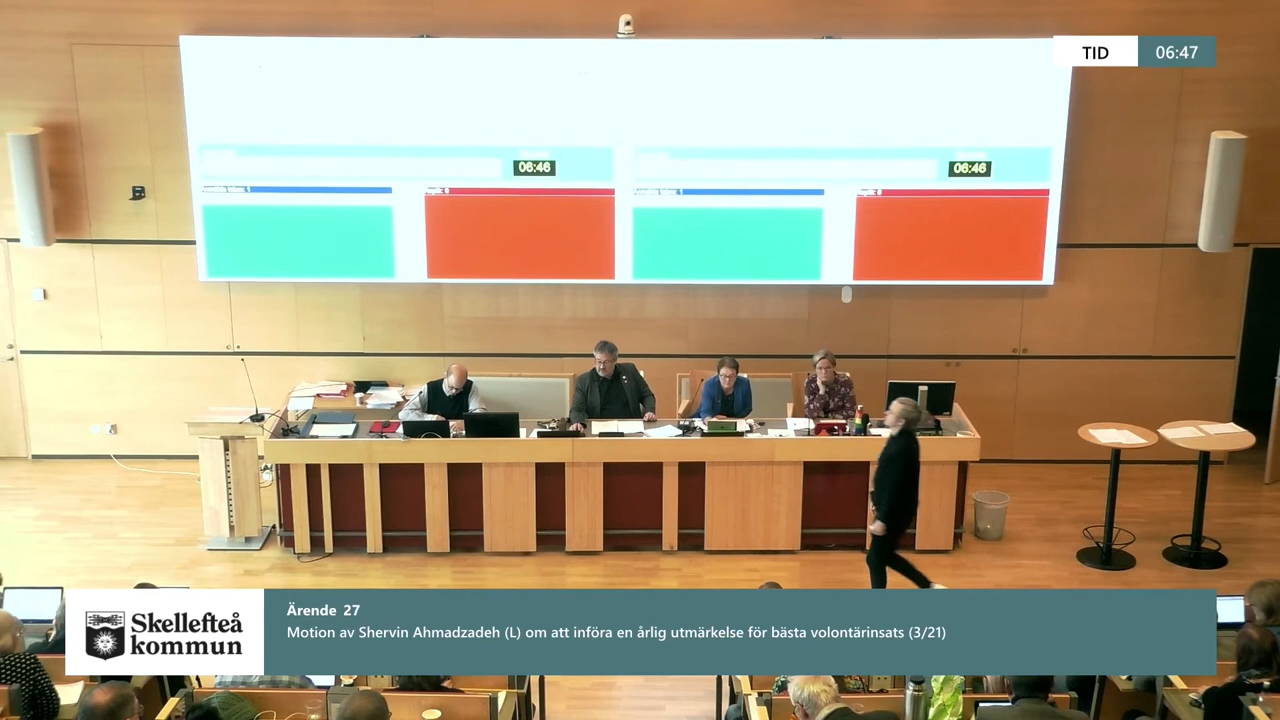 TID 06:47
06:46 06:46
Ärende 27
Motion av Shervin Ahmadzadeh (L) om att införa en årlig utmärkelse för bästa volontärinsats (3/21)
Skellefteå
kommun